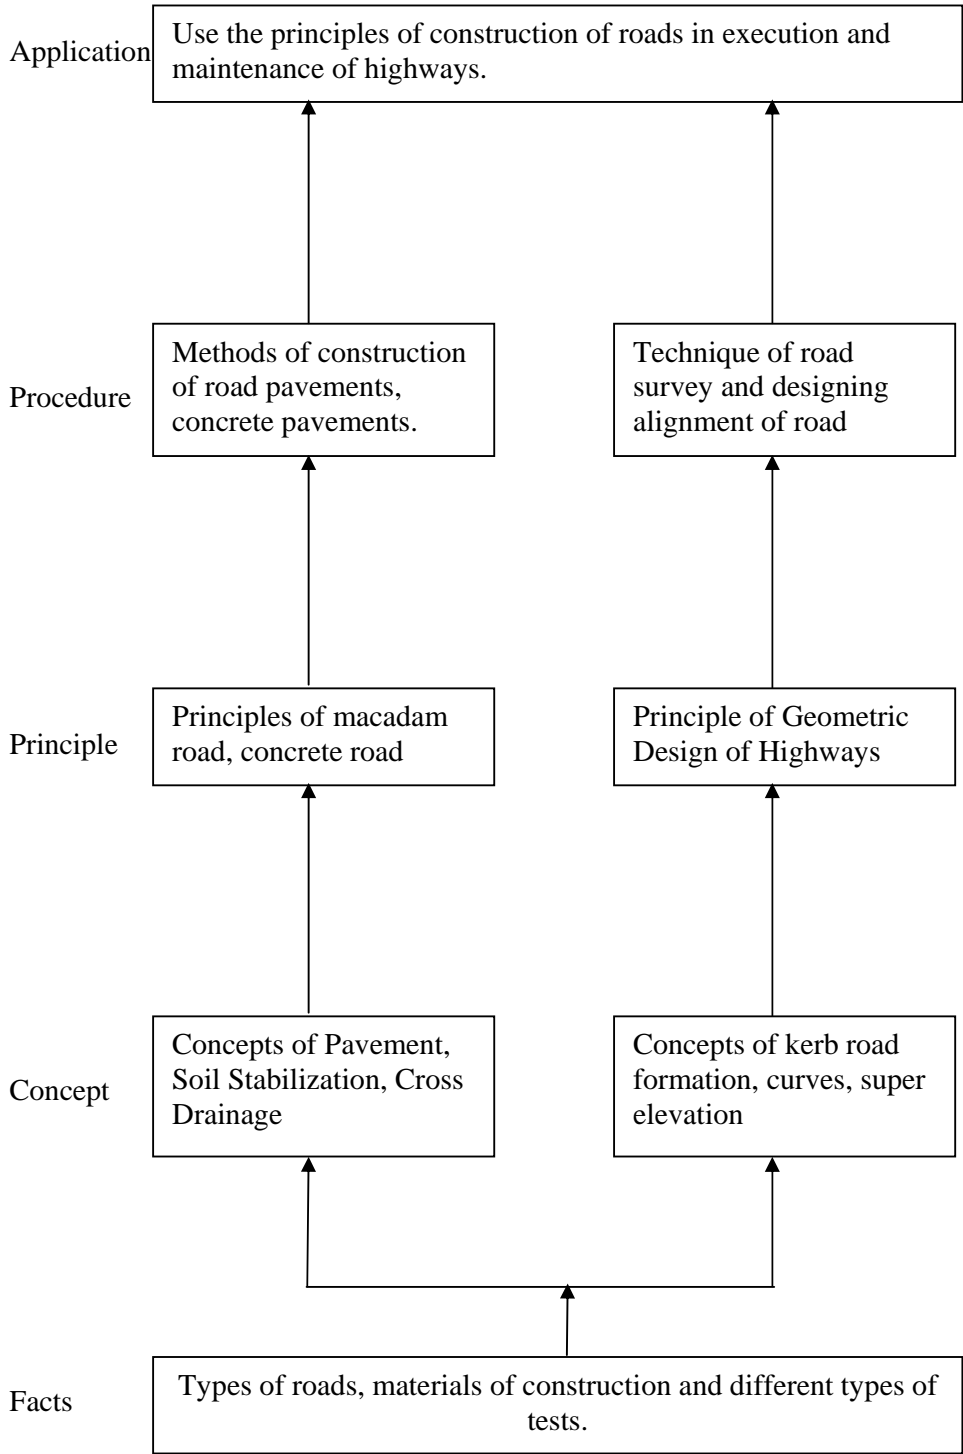 Application
Use the principles of construction of roads in execution and
maintenance of highways.
Procedure
Methods of construction
of road pavements,
concrete pavements.
Technique of road
survey and designing
alignment of road
Principle
Principles of macadam
road, concrete road
Principle of Geometric
Design of Highways
Concept
Concepts of Pavement,
Soil Stabilization, Cross
Drainage
Concepts of kerb road
formation, curves, super
elevation
Facts
Types of roads, materials of construction and different types of
tests.